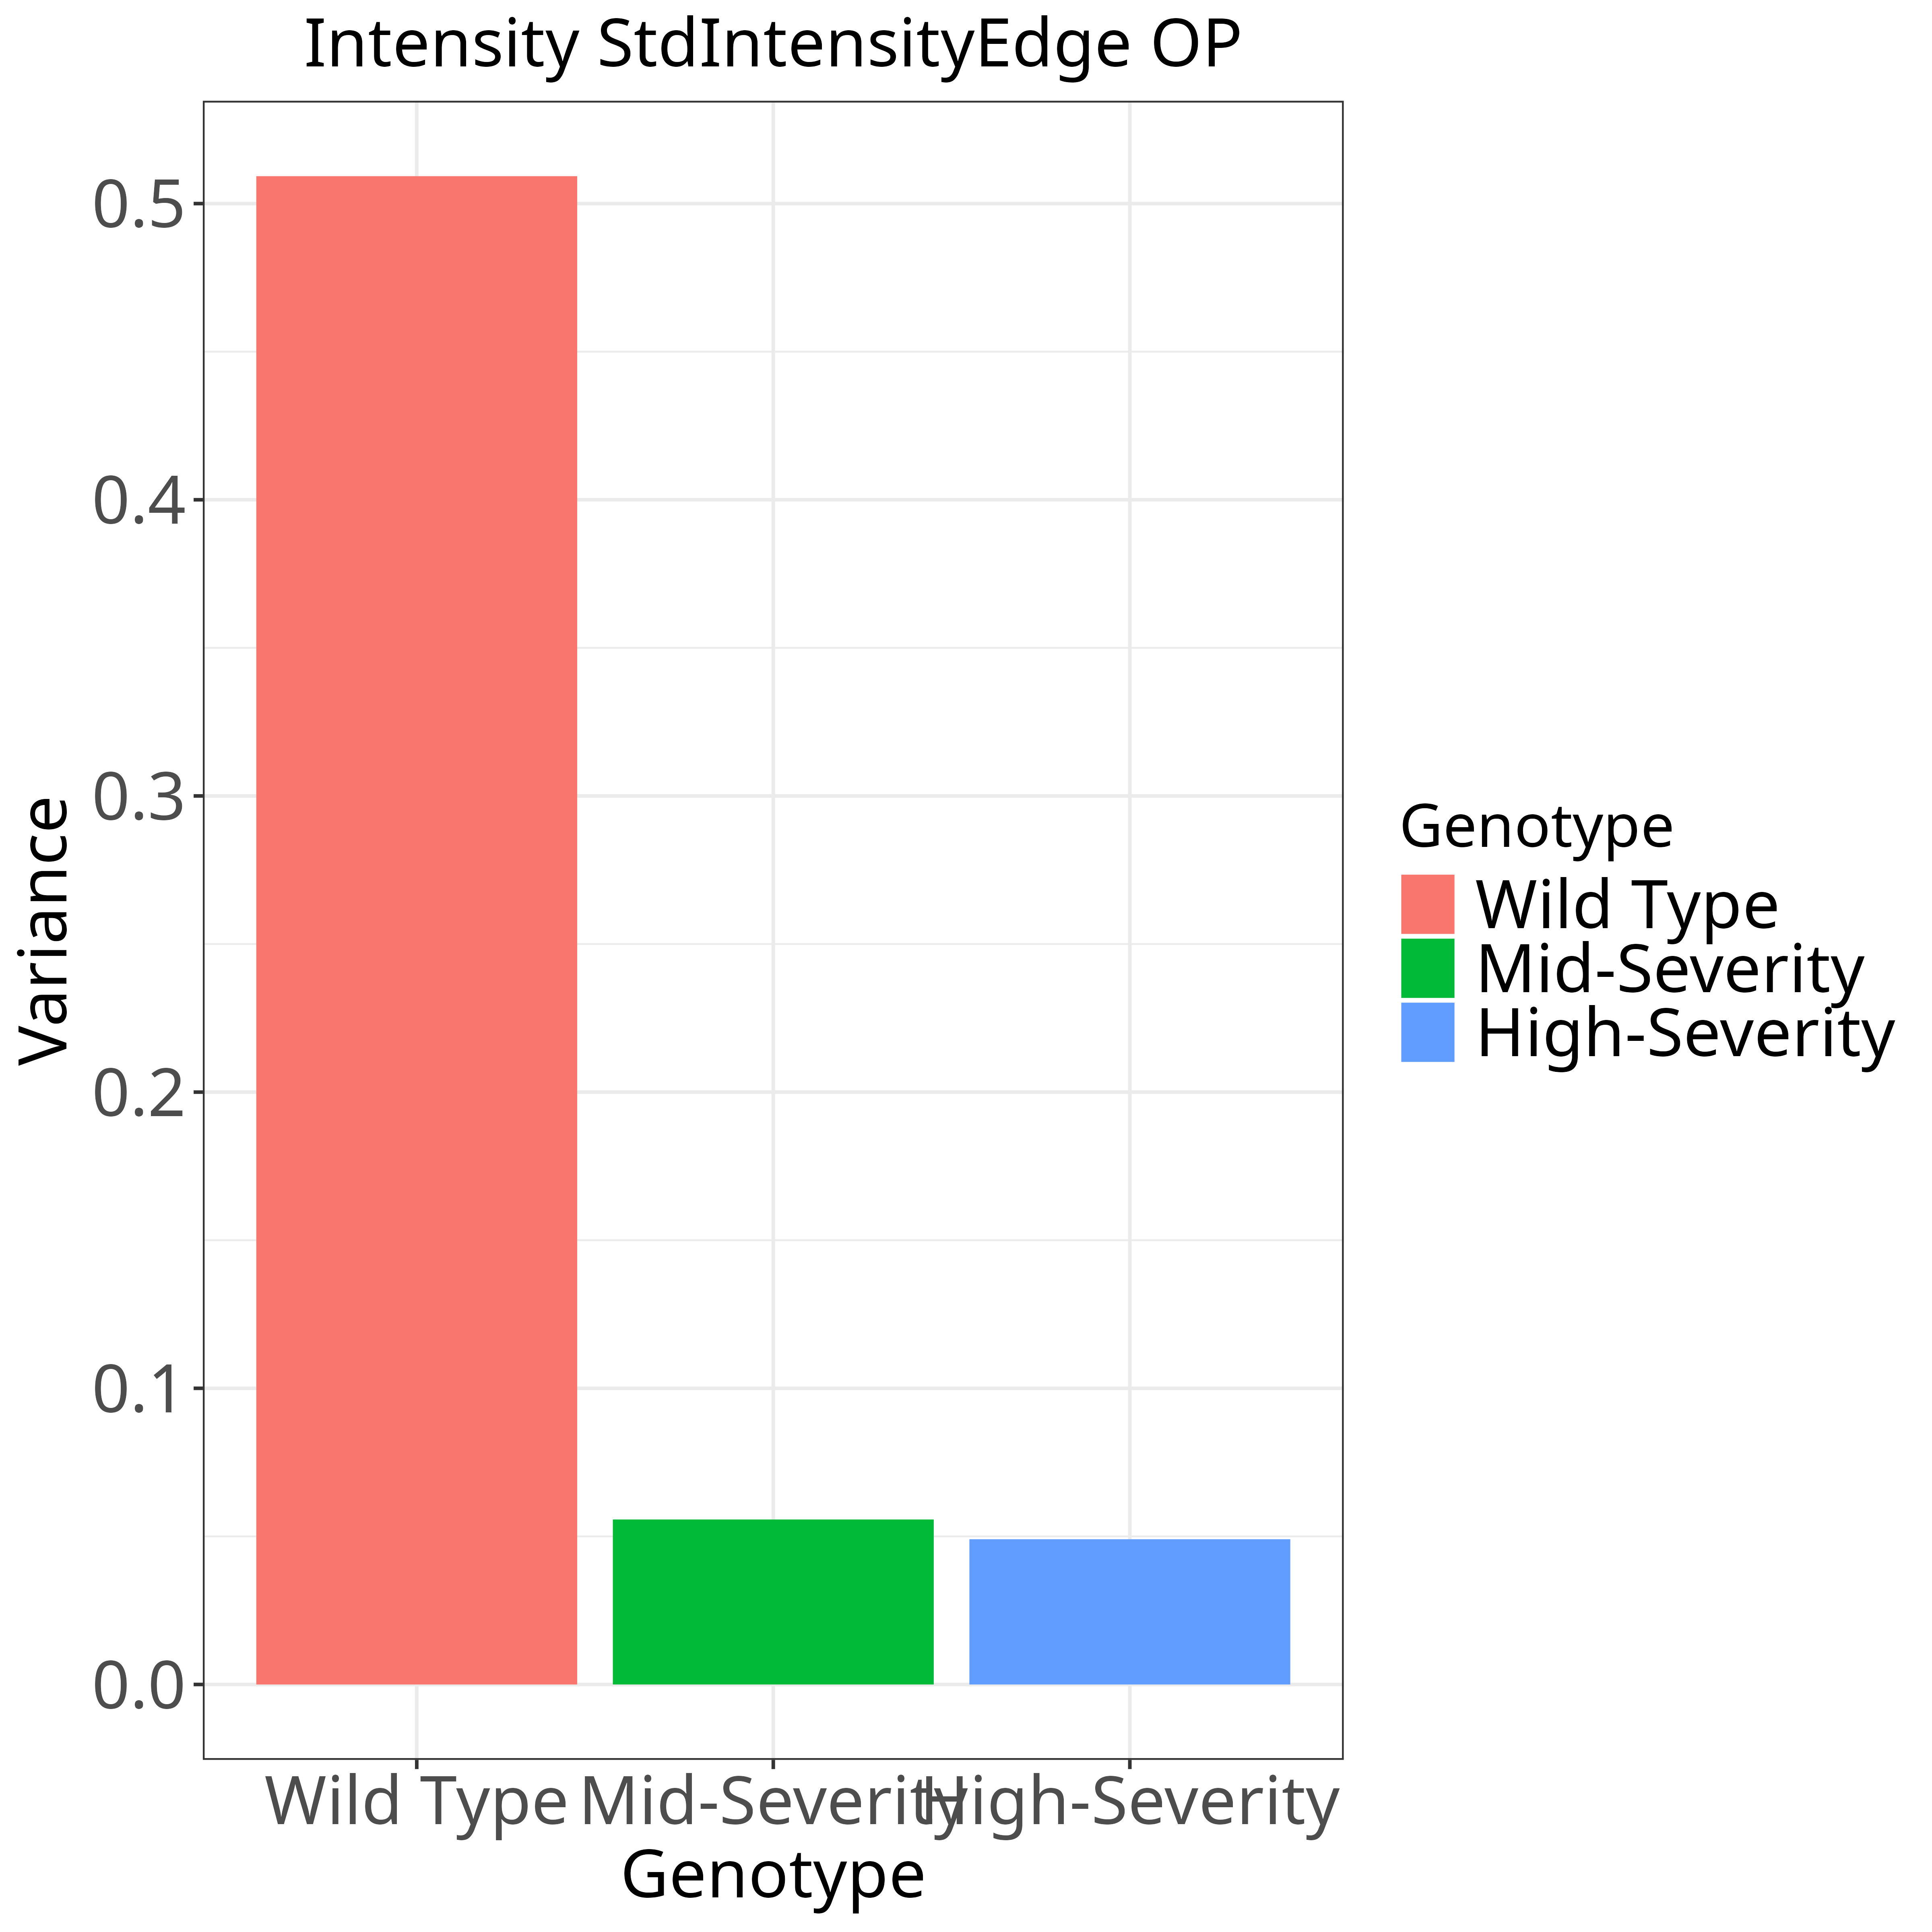 Intensity StdIntensityEdge OP
Variance
0.5
0.4
0.3
0.2
0.1
0.0
Wild Type Mid-Severity High-Severity
Genotype
Genotype
Wild Type
Mid-Severity
High-Severity